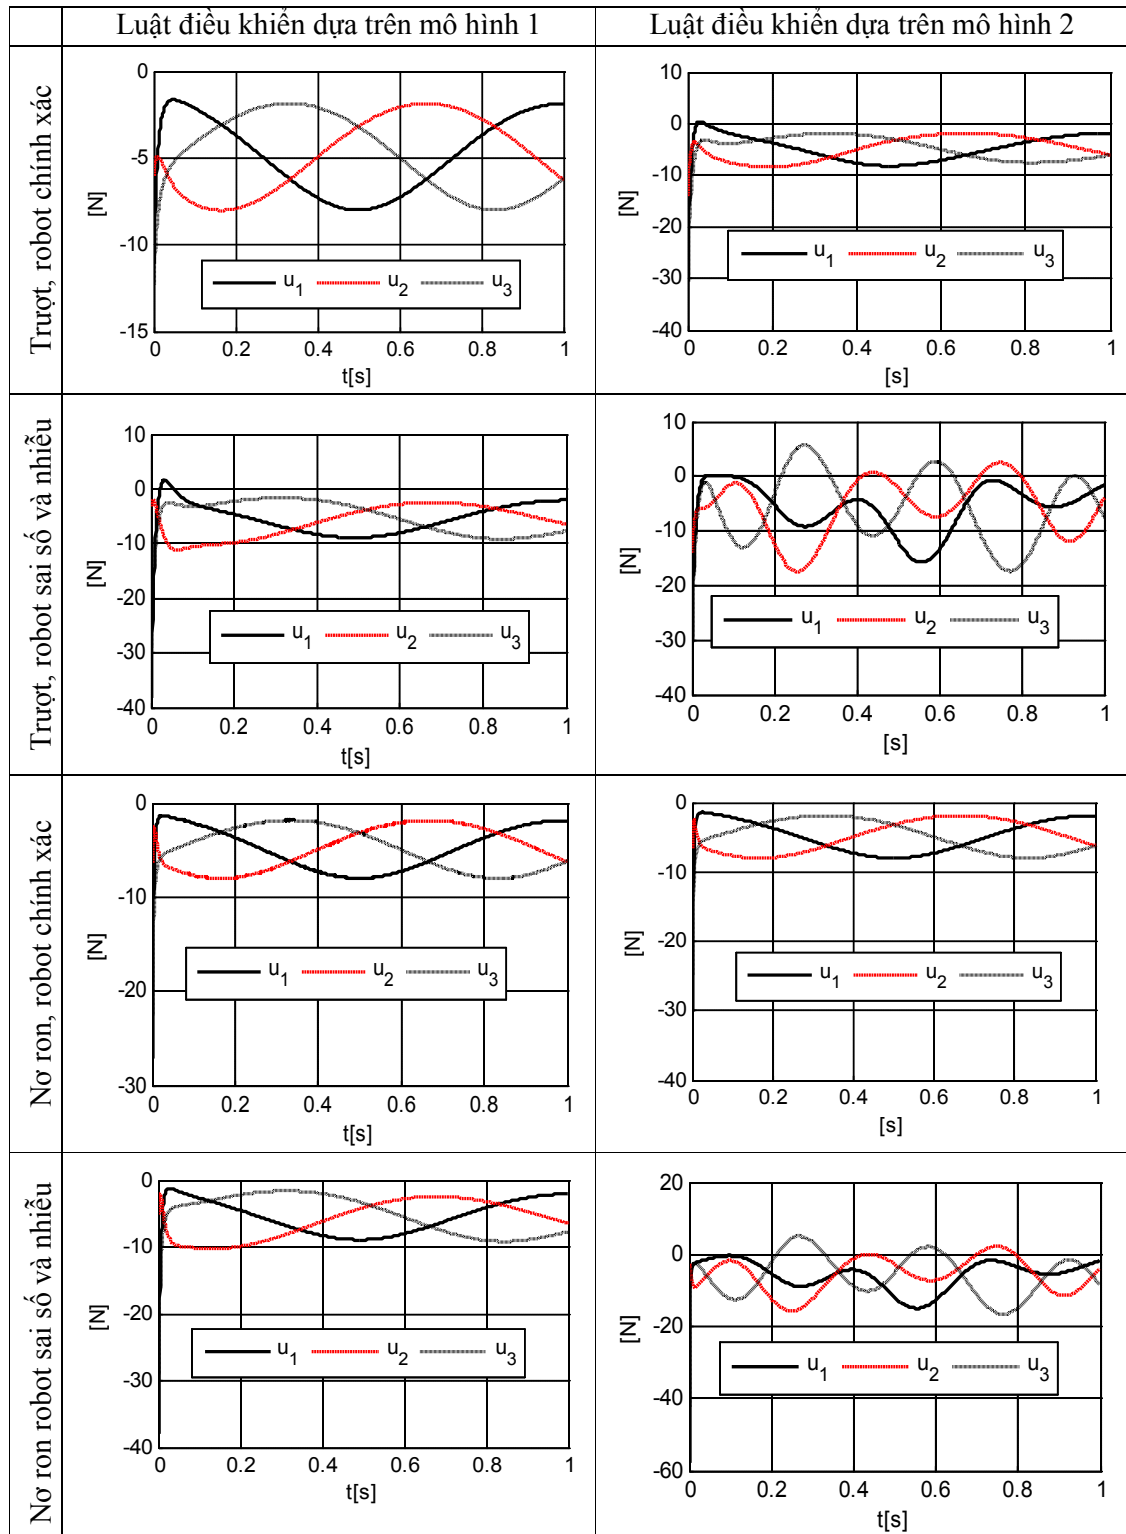 Luật điều khiển dựa trên mô hình 1
Luật điều khiển dựa trên mô hình 2
Trượt, robot chính xác
0
-5
-10
-15
[N]
u1 u2 u3
0 0.2 0.4 0.6 0.8 1
t[s]
10
0
-10
-20
-30
-40
[N]
u1 u2 u3
0 0.2 0.4 0.6 0.8 1
[s]
Trượt, robot sai số và nhiễu
10
0
-10
-20
-30
-40
[N]
u1 u2 u3
0 0.2 0.4 0.6 0.8 1
t[s]
10
0
-10
-20
-30
-40
[N]
u1 u2 u3
0 0.2 0.4 0.6 0.8 1
[s]
Nơ ron, robot chính xác
0
-10
-20
-30
[N]
u1 u2 u3
0 0.2 0.4 0.6 0.8 1
t[s]
0
-10
-20
-30
-40
[N]
u1 u2 u3
0 0.2 0.4 0.6 0.8 1
[s]
Nơ ron robot sai số và nhiễu
0
-10
-20
-30
-40
[N]
u1 u2 u3
0 0.2 0.4 0.6 0.8 1
t[s]
20
0
-20
-40
-60
[N]
u1 u2 u3
0 0.2 0.4 0.6 0.8 1
t[s]